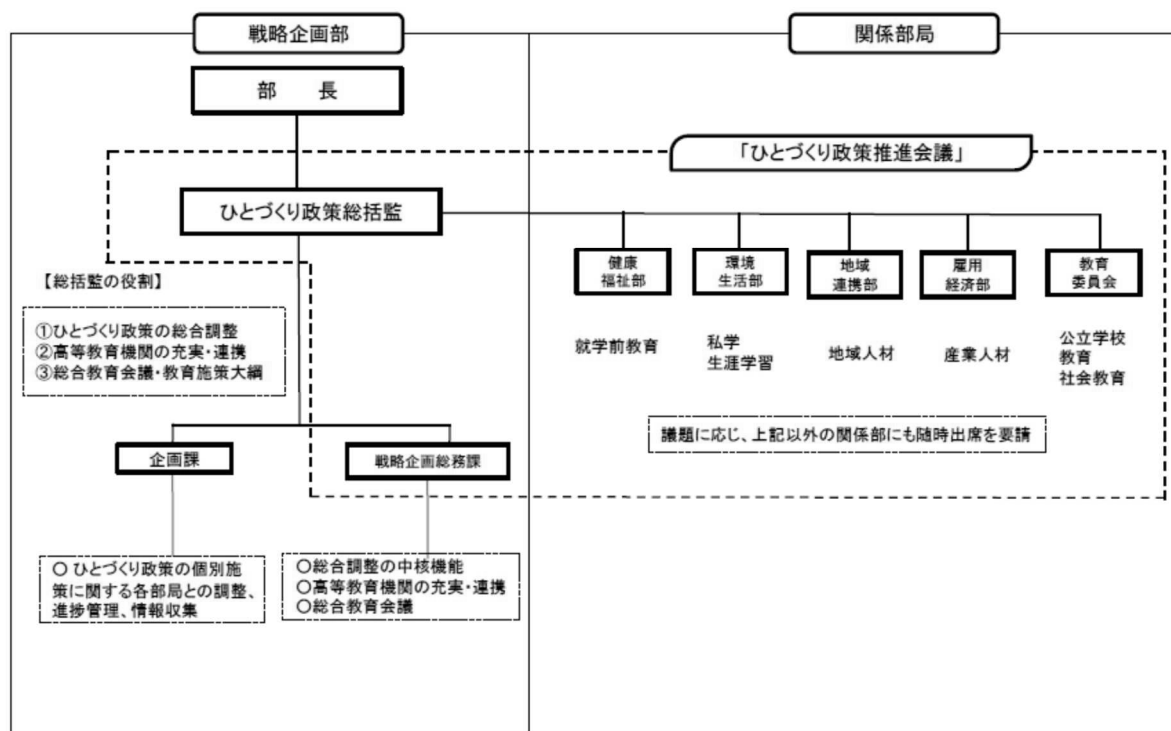 戦略企画部
関係部局
部　　長
「ひとづくり政策推進会議」
ひとづくり政策総括監
健康
福祉部
環境
生活部
地域
連携部
雇用
経済部
教育
委員会
【総括監の役割】
①ひとづくり政策の総合調整
②高等教育機関の充実・連携
③総合教育会議・教育施策大綱
就学前教育
私学
生涯学習
地域人材
産業人材
公立学校
教育
社会教育
議題に応じ、上記以外の関係部にも随時出席を要請
企画課
戦略企画総務課
○ ひとづくり政策の個別施
策に関する各部局との調整、
進捗管理、情報収集
○総合調整の中核機能
○高等教育機関の充実・連携
○総合教育会議